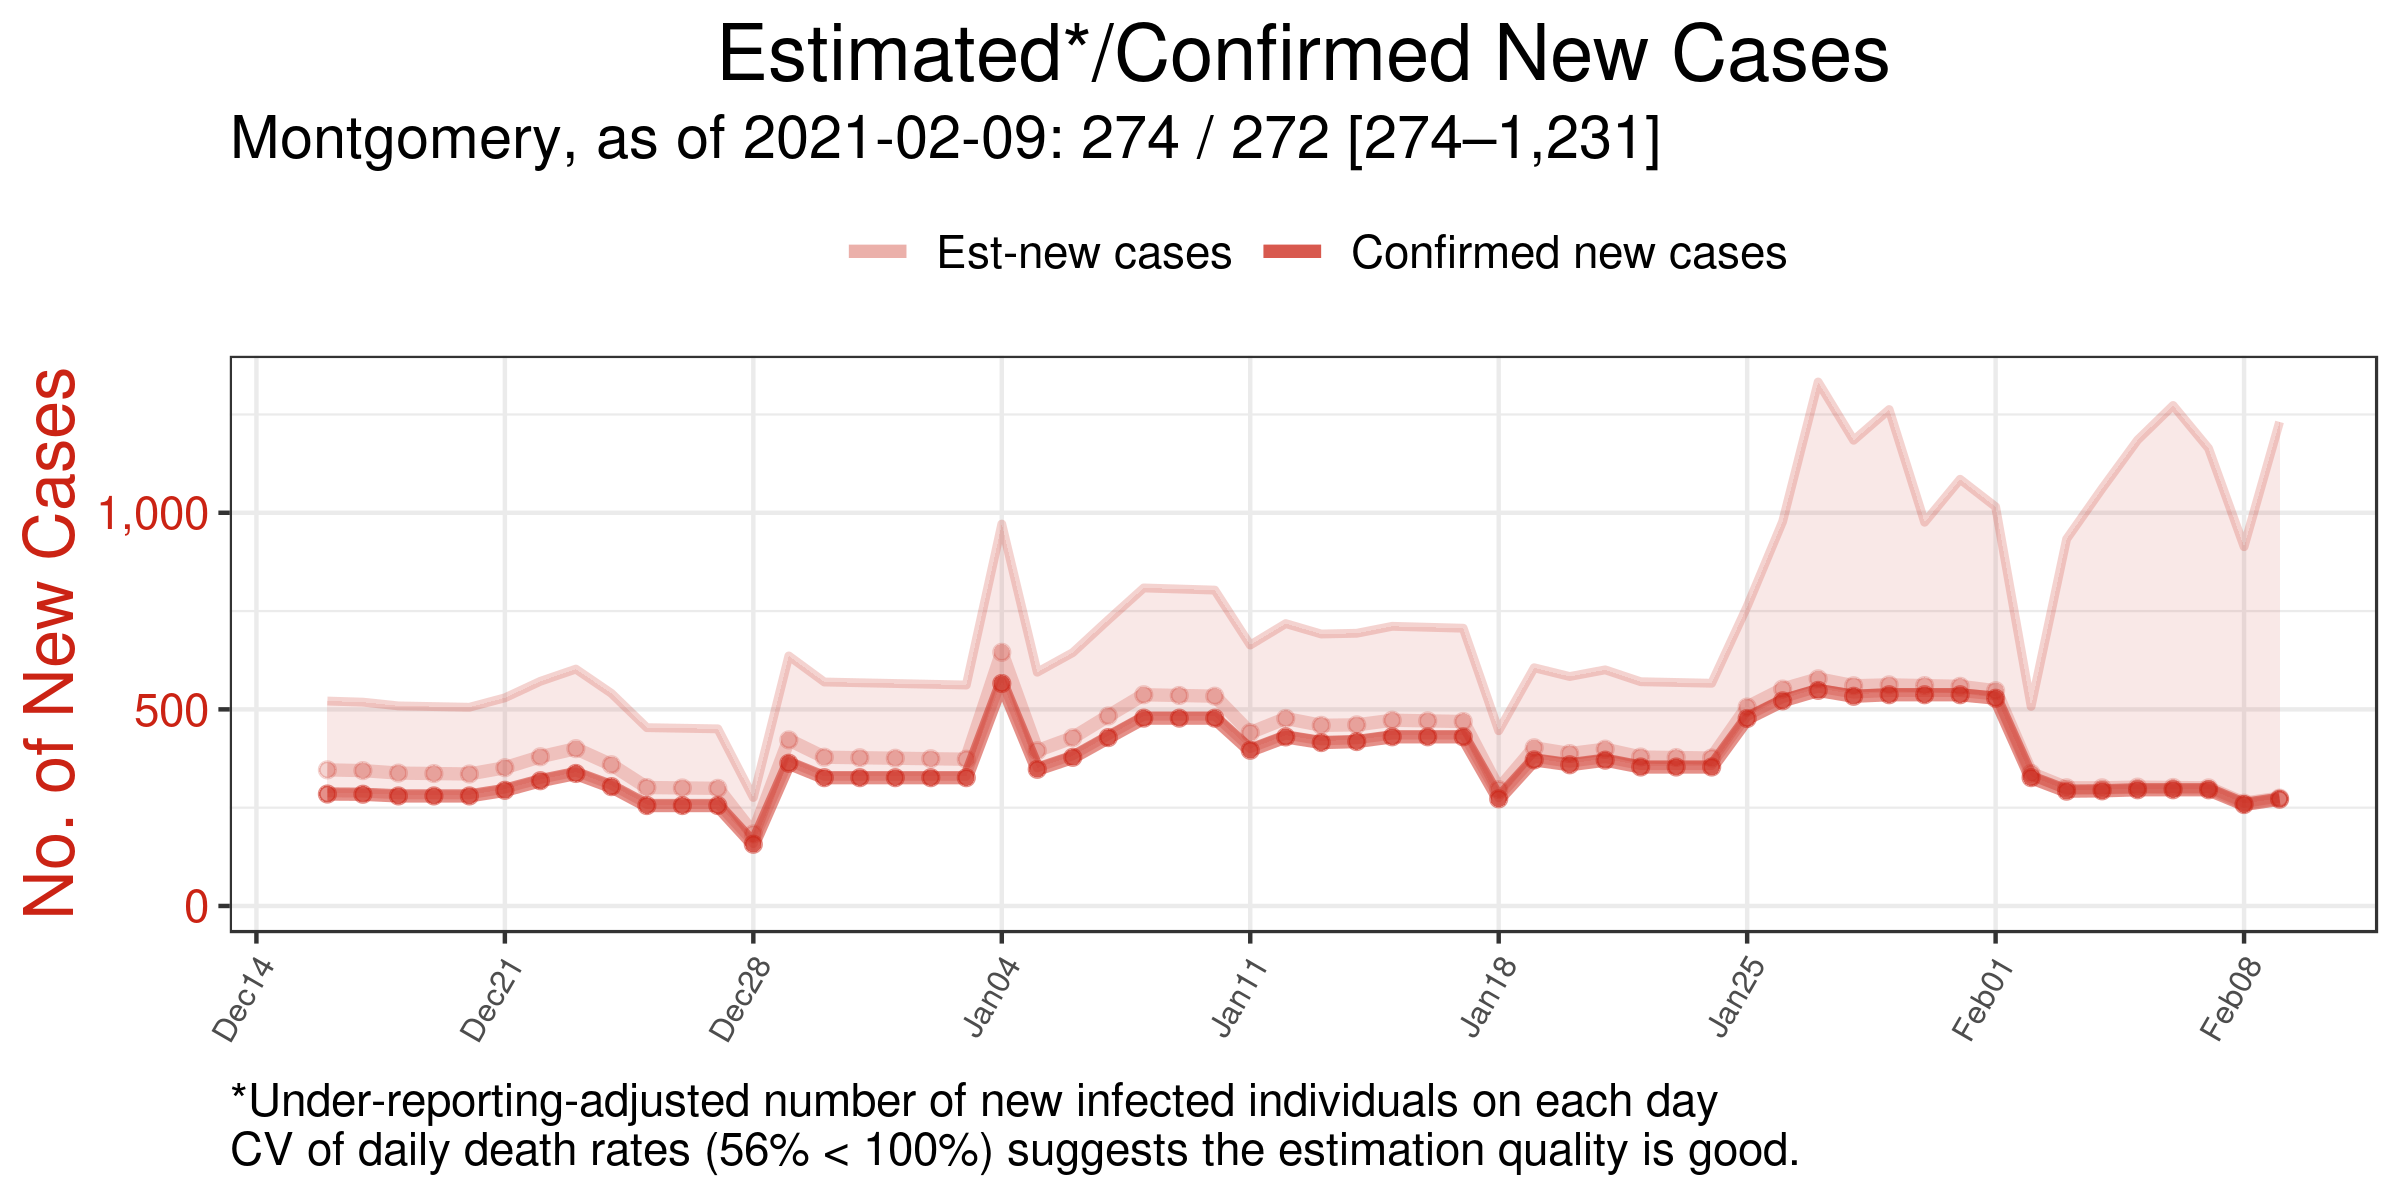 Estimated*/Confirmed New Cases
Montgomery, as of 2021-02-09: 274 / 272 [274–1,231]
Est-new cases
Confirmed new cases
No. of New Cases
1,000
500
0
Dec14
Dec21
Dec28
Jan04
Jan11
Jan18
Jan25
Feb01
Feb08
*Under-reporting-adjusted number of new infected individuals on each day
CV of daily death rates (56% < 100%) suggests the estimation quality is good.